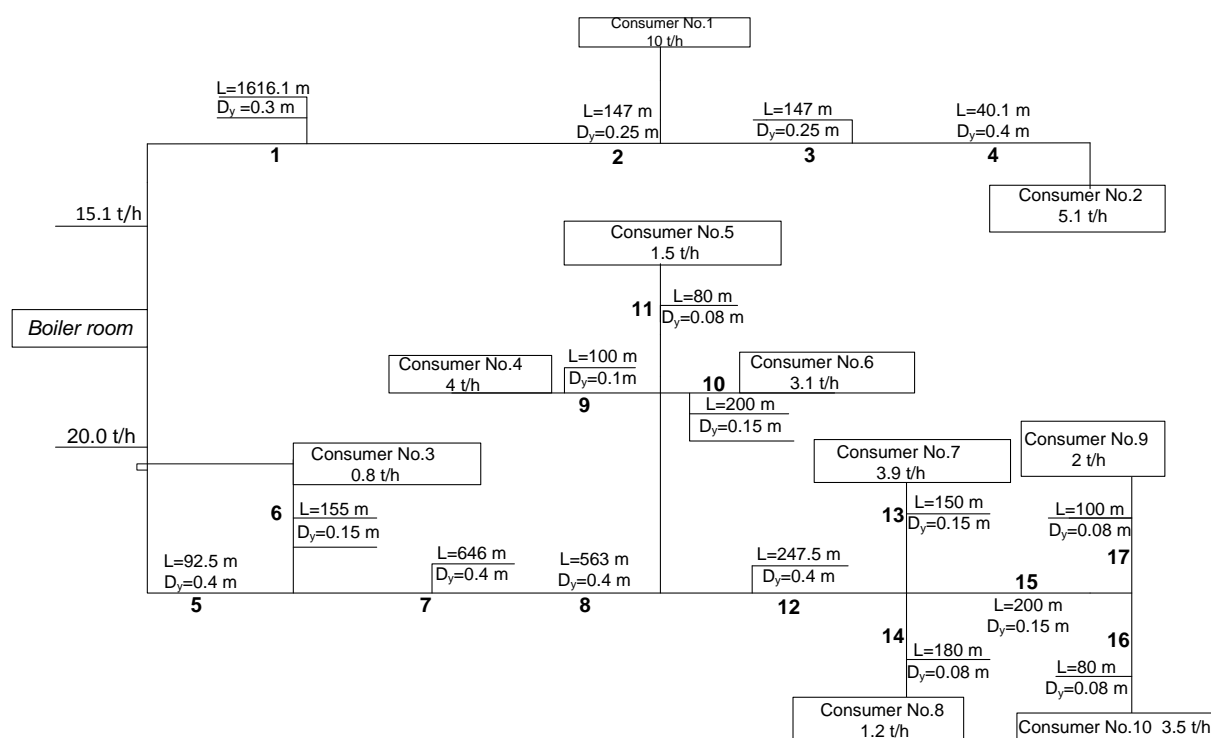 Consumer No.1
10 t/h
L=1616.1 m
Dy =0.3 m
L=147 m
Dy=0.25 m
L=147 m
Dy=0.25 m
L=40.1 m
Dy=0.4 m
1
2
3
4
Consumer No.2
5.1 t/h
15.1 t/h
Consumer No.5
1.5 t/h
11
L=80 m
Dy=0.08 m
Boiler room
Consumer No.4
4 t/h
L=100 m
Dy=0.1m
9
10
Consumer No.6
3.1 t/h
L=200 m
Dy=0.15 m
20.0 t/h
Consumer No.3
0.8 t/h
Consumer No.7
3.9 t/h
Consumer No.9
2 t/h
6
L=155 m
Dy=0.15 m
13
L=150 m
Dy=0.15 m
L=100 m
Dy=0.08 m
17
L=92.5 m
Dy=0.4 m
5
L=646 m
Dy=0.4 m
7
L=563 m
Dy=0.4 m
8
L=247.5 m
Dy=0.4 m
12
15
L=200 m
Dy=0.15 m
14
16
L=180 m
Dy=0.08 m
L=80 m
Dy=0.08 m
Consumer No.8
1.2 t/h
Consumer No.10 3.5 t/h